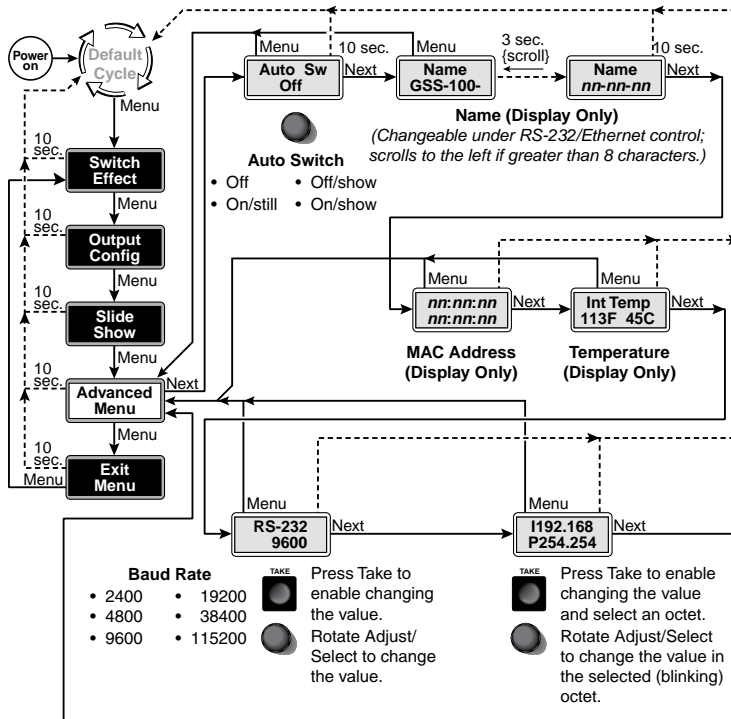 Power
on
Default
Cycle
Menu
10
sec.
Switch
Effect
Menu
10
sec.
Output
Config
Menu
10
sec.
Slide
Show
Menu
10
sec.
Advanced
Menu
Next
Menu
10
sec.
Menu
Exit
Menu
Menu
10 sec.
Auto Sw
Off
Next
Menu
Name
GSS-100-
3 sec.
{scroll}
10 sec.
Name
nn-nn-nn
Next
Auto Switch
• Off • Off/show
• On/still • On/show
Name (Display Only)
(Changeable under RS-232/Ethernet control;
scrolls to the left if greater than 8 characters.)
Menu
nn:nn:nn
nn:nn:nn
Next
MAC Address
(Display Only)
Menu
Int Temp
113F 45C
Next
Temperature
(Display Only)
Menu
RS-232
9600
Next
Baud Rate
• 2400 • 19200
• 4800 • 38400
• 9600 • 115200
TAKE
Press Take to
enable changing
the value.
Rotate Adjust/
Select to change
the value.
Menu
I192.168
P254.254
Next
TAKE
Press Take to enable
changing the value
and select an octet.
Rotate Adjust/Select
to change the value in
the selected (blinking)
octet.